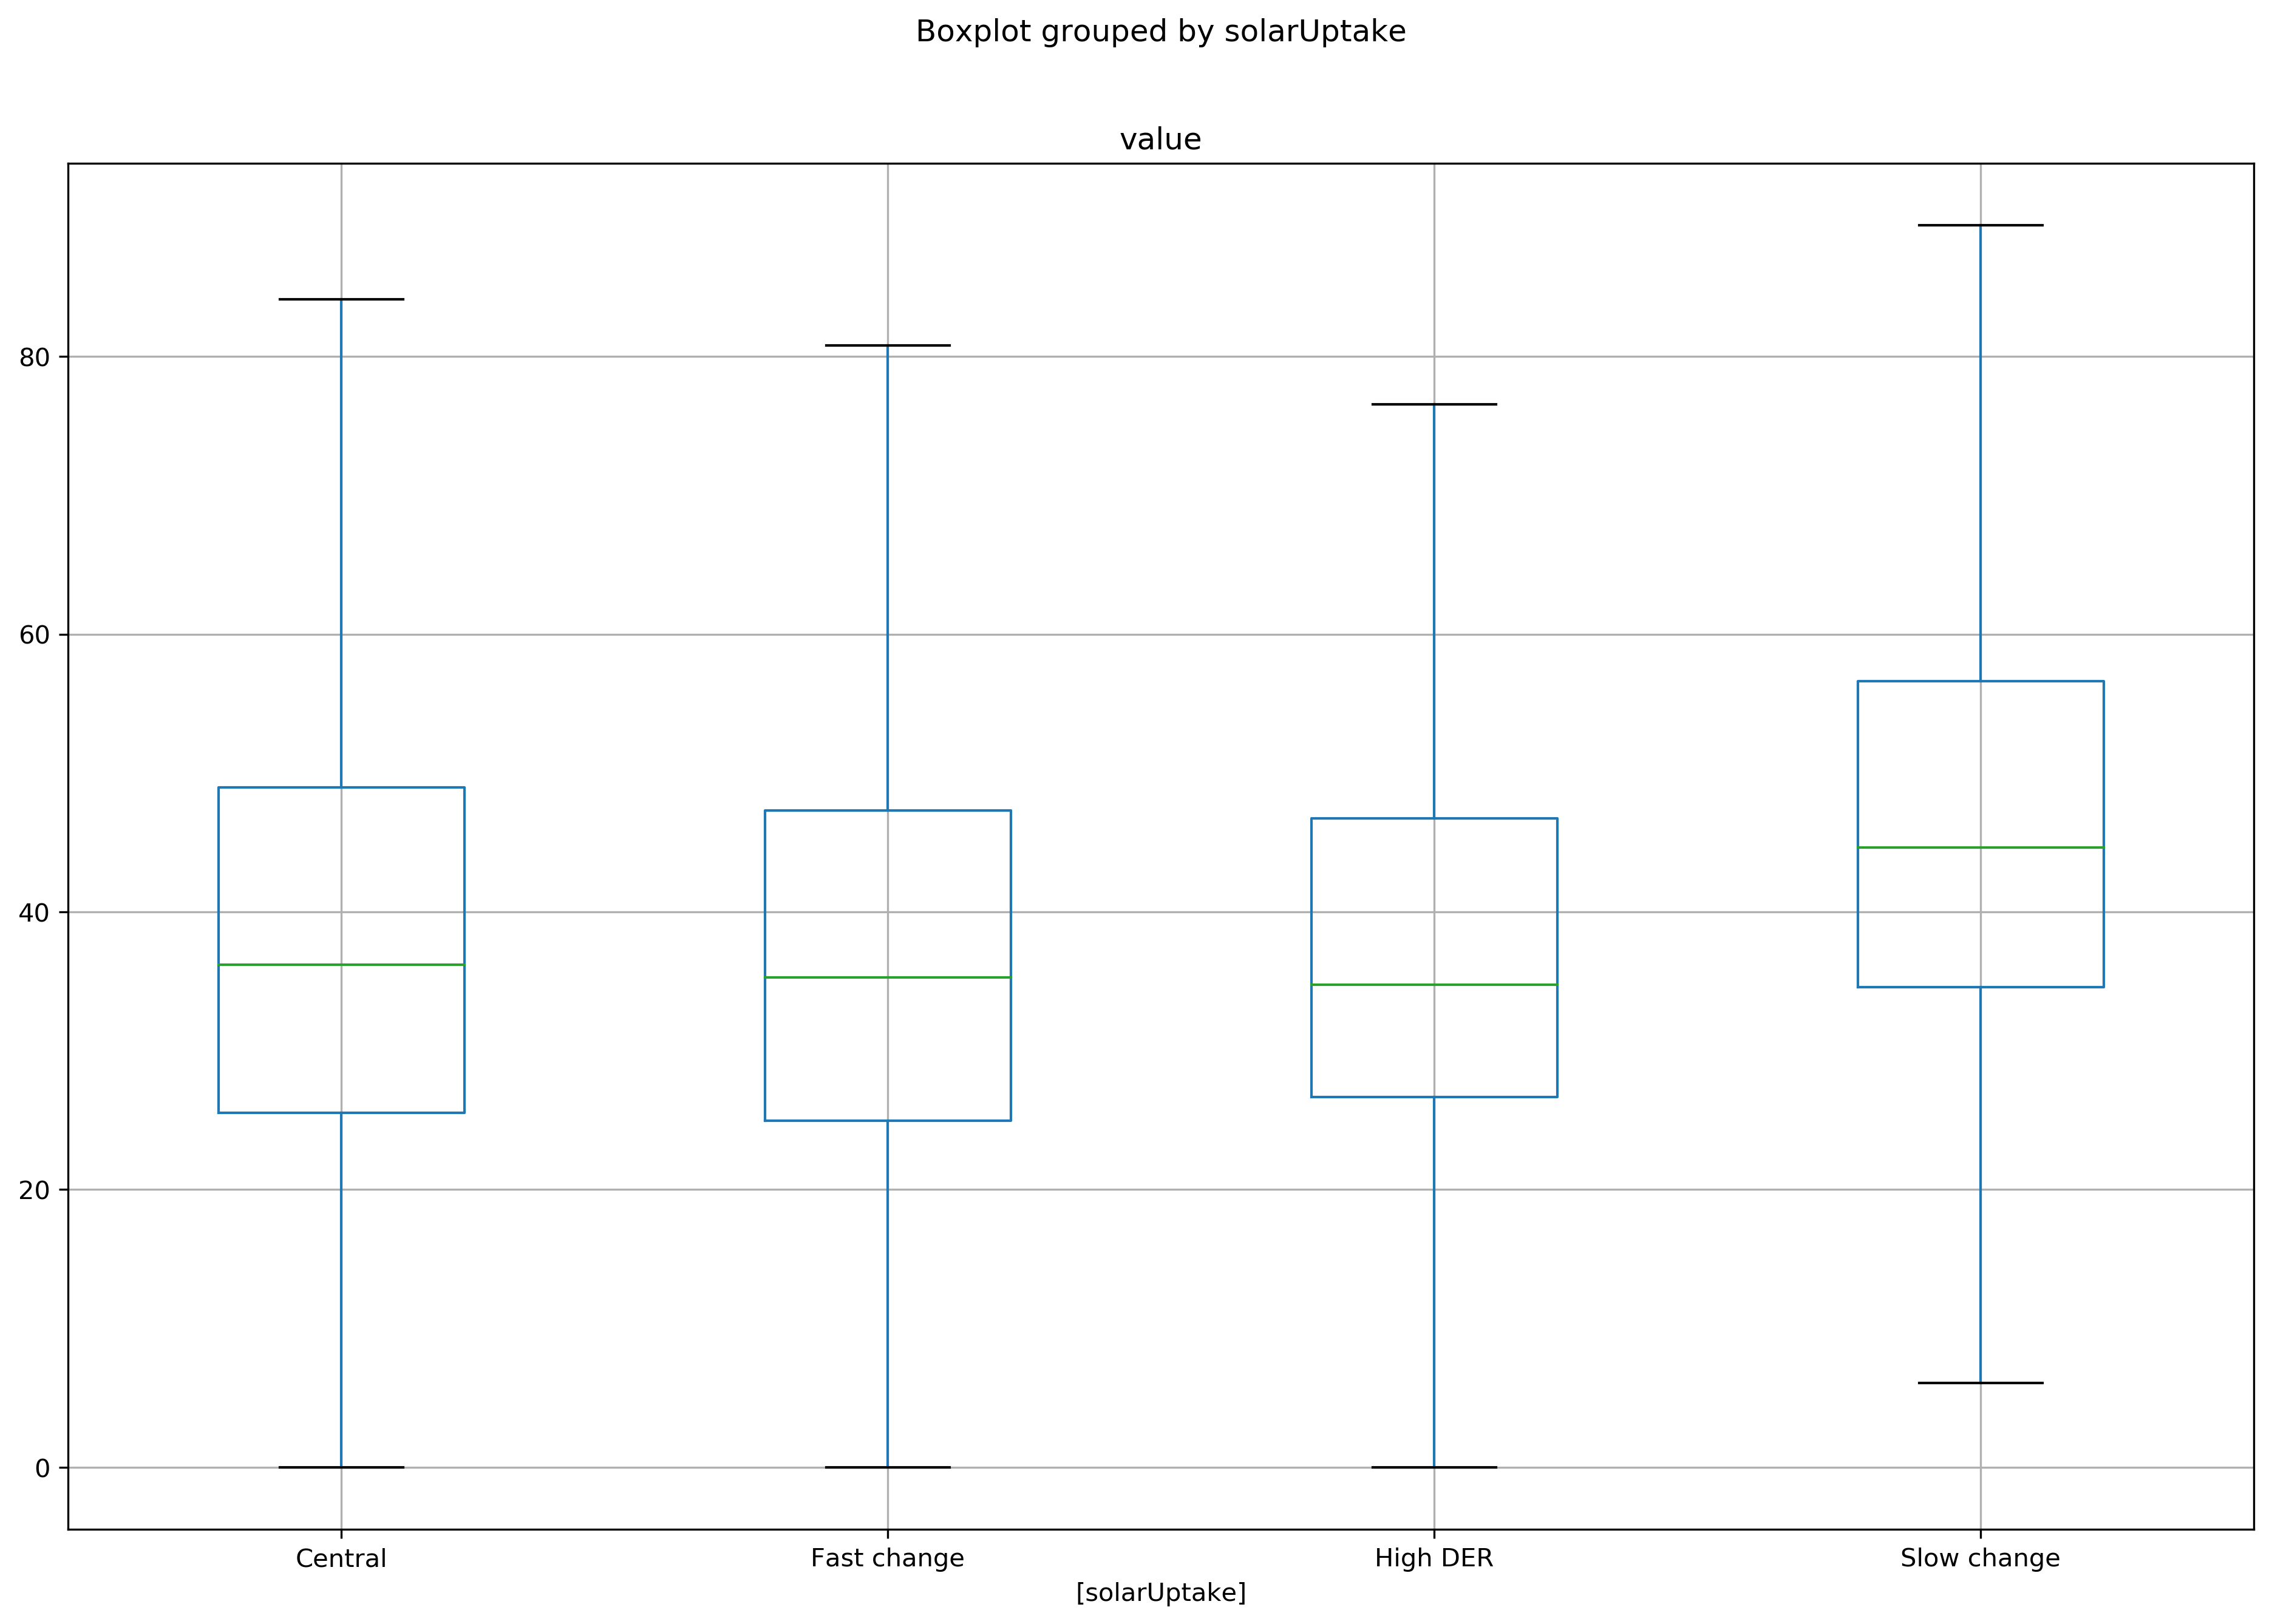 Boxplot grouped by solarUptake
value
80
60
40
20
0
Central Fast change High DER Slow change
[solarUptake]